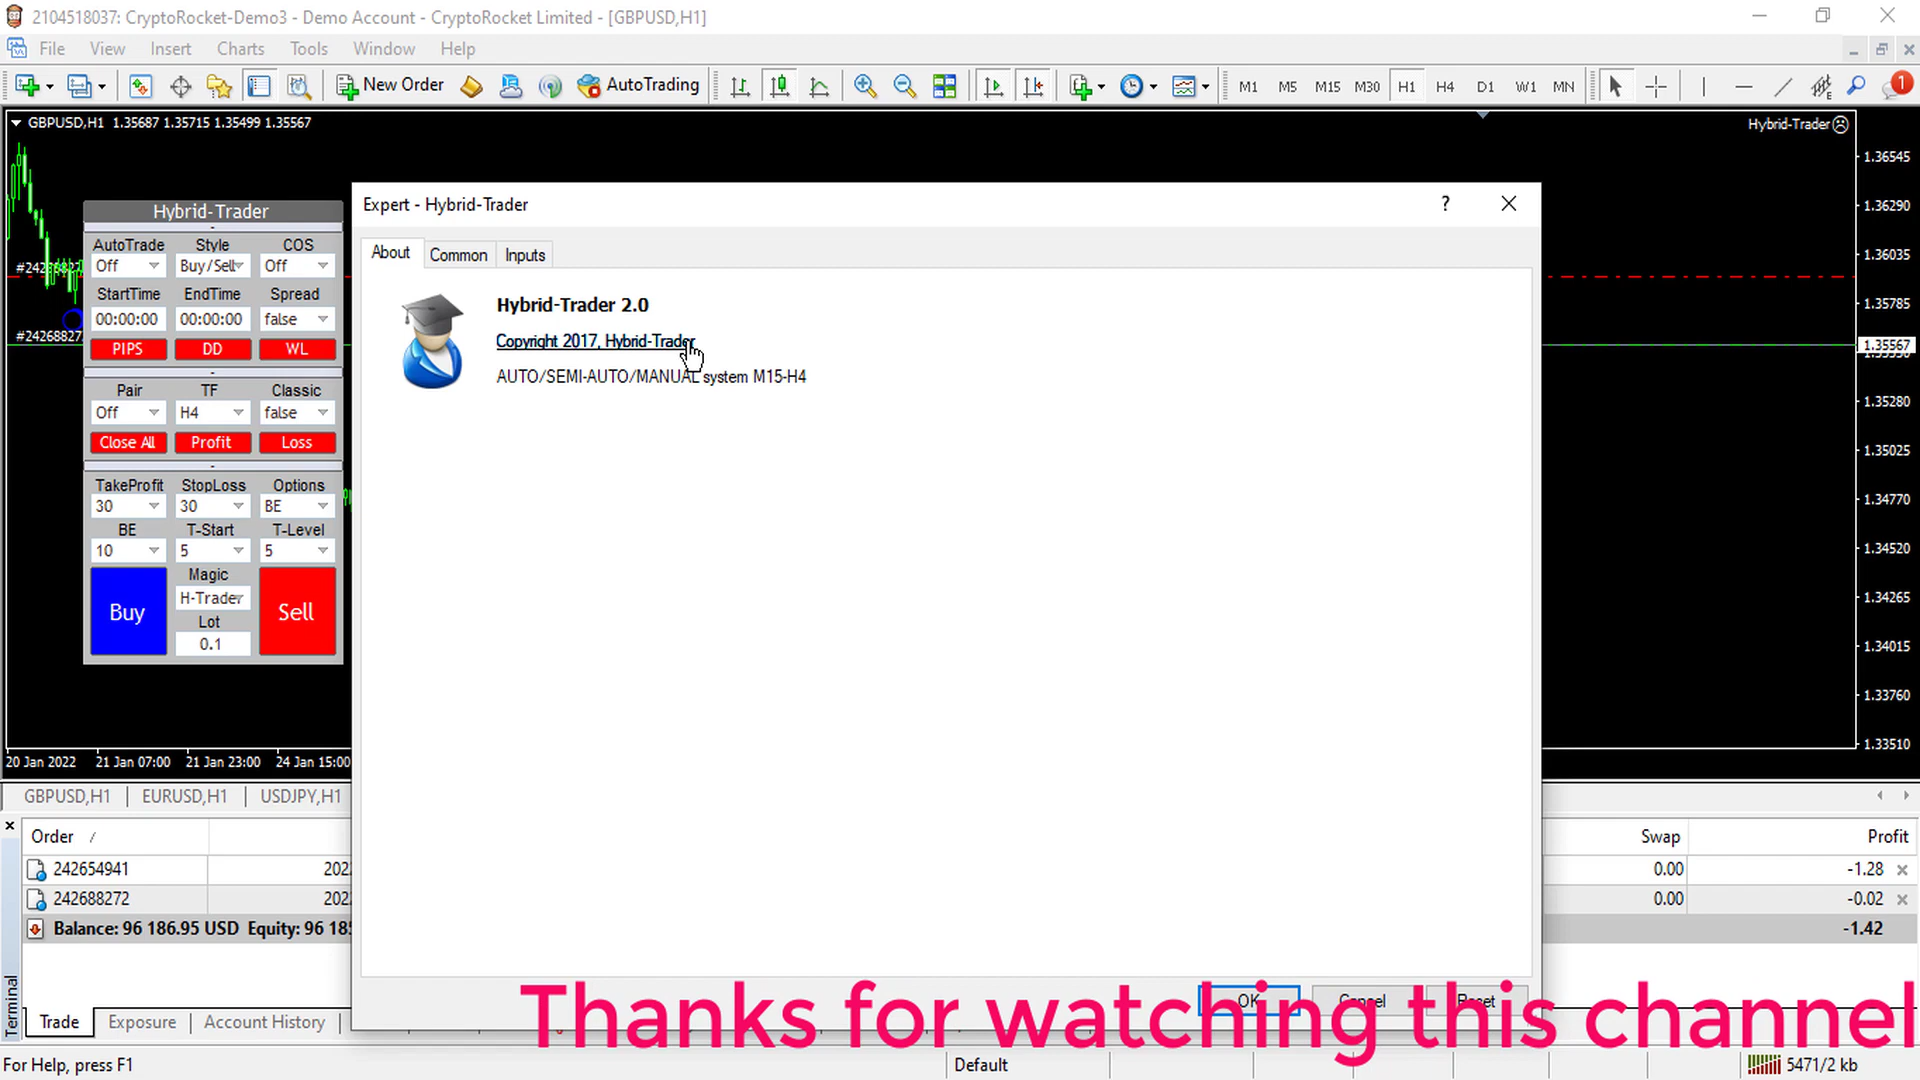 2104518037: CryptoRocket-Demo3 - Demo Account - CryptoRocket Limited - [GBPUSD,H1]
File View Insert Charts Tools Window Help
New Order AutoTrading M1 M5 M15 M30 H1 H4 D1 W1 MN 1
GBPUSD,H1 1.35687 1.35715 1.35499 1.35567
Hybrid-Trader
1.36545
1.36290
1.36035
1.35785
1.35567
1.35280
1.35025
1.34770
1.34520
1.34265
1.34015
1.33760
1.33510
Hybrid-Trader
AutoTrade Style COS
Off Buy/Sell Off
StartTime EndTime Spread
00:00:00 00:00:00 false
PIPS DD WL
Pair TF Classic
Off H4 false
Close All Profit Loss
TakeProfit StopLoss Options
30 30 BE
BE T-Start T-Level
10 5 5
Magic
H-Trader
Buy Sell
Lot
0.1
#24268827
Expert - Hybrid-Trader
? 
About Common Inputs
Hybrid-Trader 2.0
Copyright 2017, Hybrid-Trader
AUTO/SEMI-AUTO/MANUAL system M15-H4
OK Cancel Reset
20 Jan 2022 21 Jan 07:00 21 Jan 23:00 24 Jan 15:00
GBPUSD,H1 EURUSD,H1 USDJPY,H1
Order / Swap Profit
242654941 202 0.00 -1.28
242688272 202 0.00 -0.02
Balance: 96 186.95 USD Equity: 96 185 -1.42
Terminal
Trade Exposure Account History
Thanks for watching this channel
For Help, press F1 Default 5471/2 kb